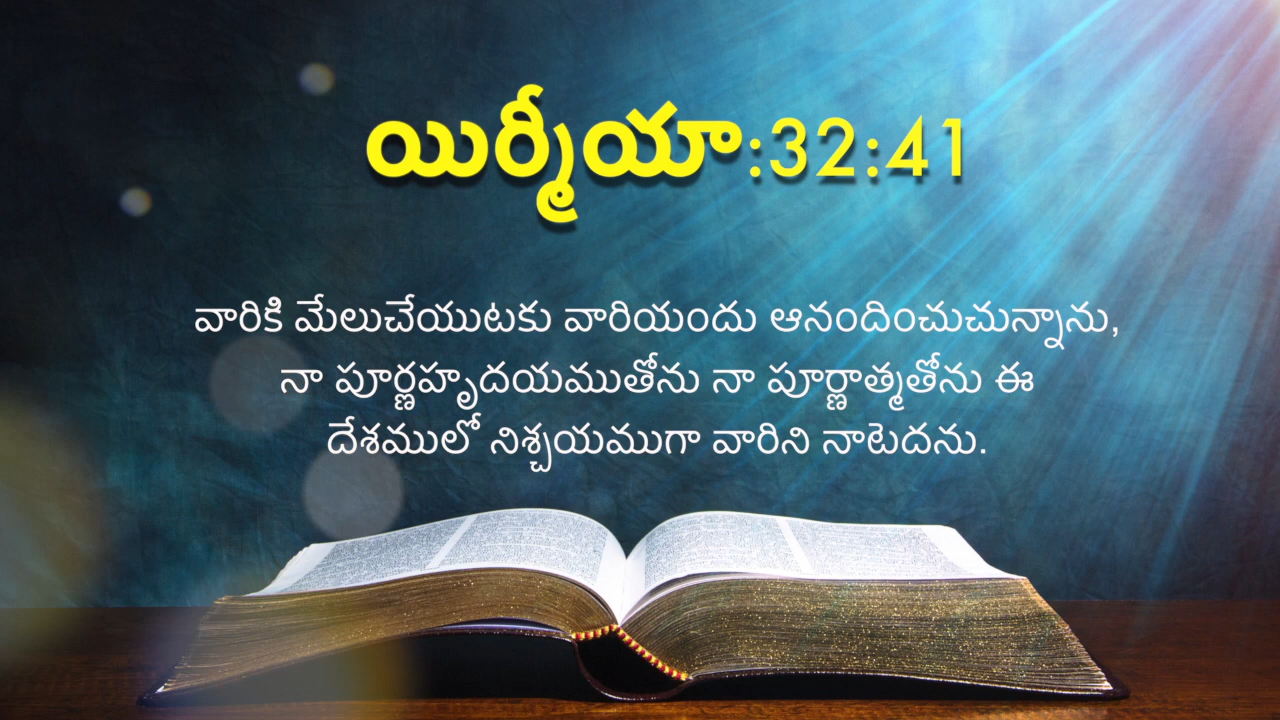 యిర్మీయా:32:41
వారికి మేలుచేయుటకు వారియందు ఆనందించుచున్నాను,
నా పూర్ణహృదయముతోను నా పూర్ణాత్మతోను ఈ
దేశములో నిశ్చయముగా వారిని నాటెదను.